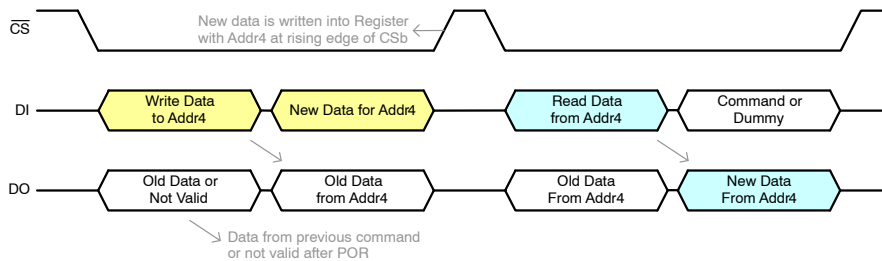 CS
New data is written into Register
with Addr4 at rising edge of CSb
DI
Write Data
to Addr4
New Data for Addr4
Read Data
from Addr4
Command or
Dummy
DO
Old Data or
Not Valid
Old Data
from Addr4
Old Data
From Addr4
New Data
From Addr4
Data from previous command
or not valid after POR